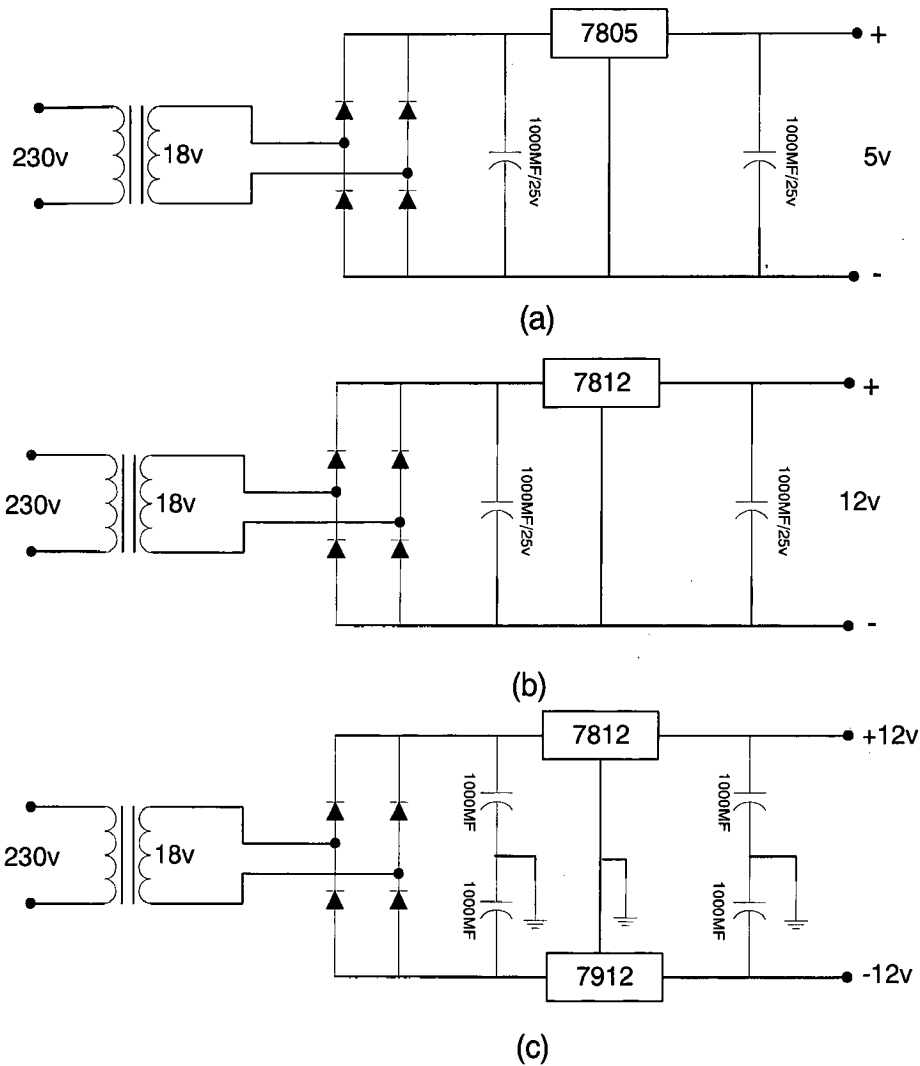 7805
+
230v
18v
1000MF/25v
1000MF/25v
5v
-
(a)
7812
+
230v
18v
1000MF/25v
1000MF/25v
12v
-
(b)
7812
+12v
230v
18v
1000MF
1000MF
1000MF
1000MF
7912
-12v
(c)